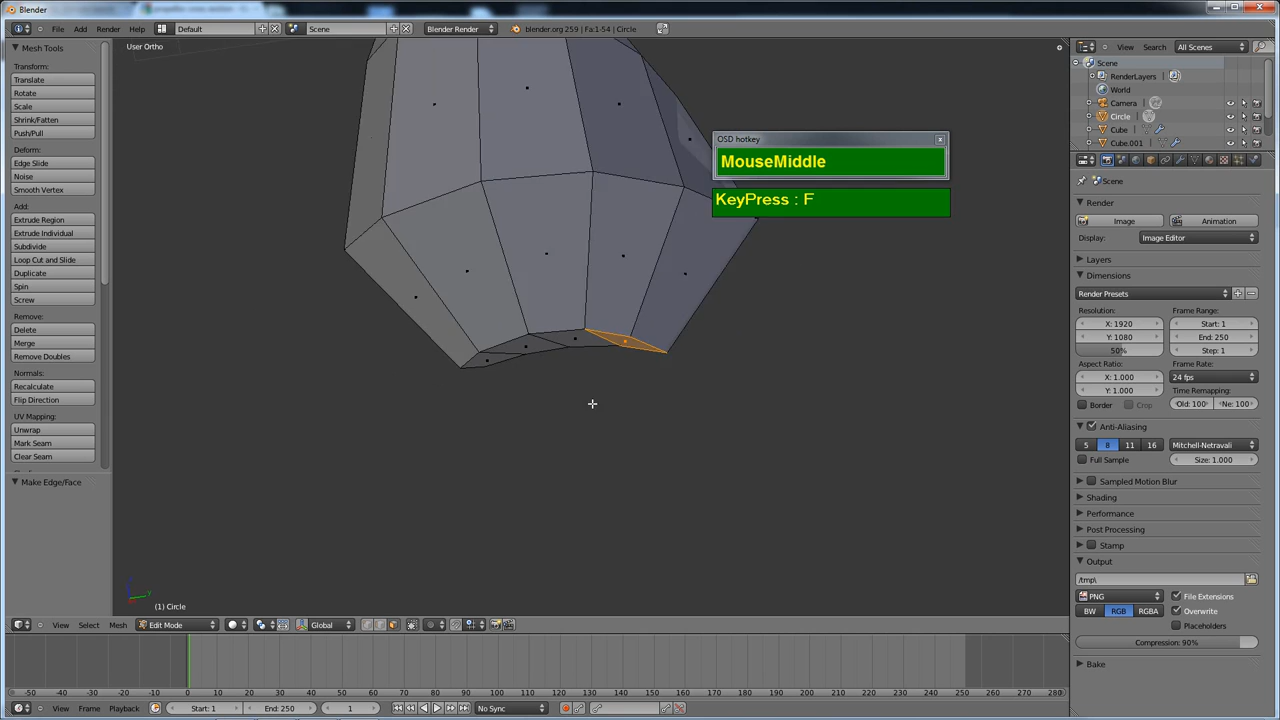 Blender
File
Add
Render
Help
Default
Scene
Blender Render
blender.org 259 | Fa:1-54 | Circle
View
Search
All Scenes
Mesh Tools
User Ortho
Transform:
Translate
Rotate
Scale
Shrink/Fatten
Push/Pull
Deform:
Edge Slide
Noise
Smooth Vertex
Add:
Extrude Region
Extrude Individual
Subdivide
Loop Cut and Slide
Duplicate
Spin
Screw
Remove:
Delete
Merge
Remove Doubles
Normals:
Recalculate
Flip Direction
UV Mapping:
Unwrap
Mark Seam
Clear Seam
Make Edge/Face
OSD hotkey
MouseMiddle
KeyPress : F
(1) Circle
Scene
RenderLayers
World
Camera
Circle
Cube
Cube.001
Scene
Render
Image
Animation
Display:
Image Editor
Layers
Dimensions
Render Presets
Resolution:
Frame Range:
X: 1920
Start: 1
Y: 1080
End: 250
50%
Step: 1
Aspect Ratio:
Frame Rate:
X: 1.000
24 fps
Y: 1.000
Time Remapping:
Border
Crop
Old: 100
Ne: 100
Anti-Aliasing
5 8 11 16
Mitchell-Netravali
Full Sample
Size: 1.000
Sampled Motion Blur
Shading
Performance
Post Processing
Stamp
Output
/tmp\
PNG
File Extensions
BW RGB RGBA
Overwrite
Placeholders
Compression: 90%
Bake
View
Select
Mesh
Edit Mode
Global
-50 -40 -30 -20 -10 0 10 20 30 40 50 60 70 80 90 100 110 120 130 140 150 160 170 180 190 200 210 220 230 240 250 260 270 280
View
Frame
Playback
Start: 1
End: 250
1
No Sync